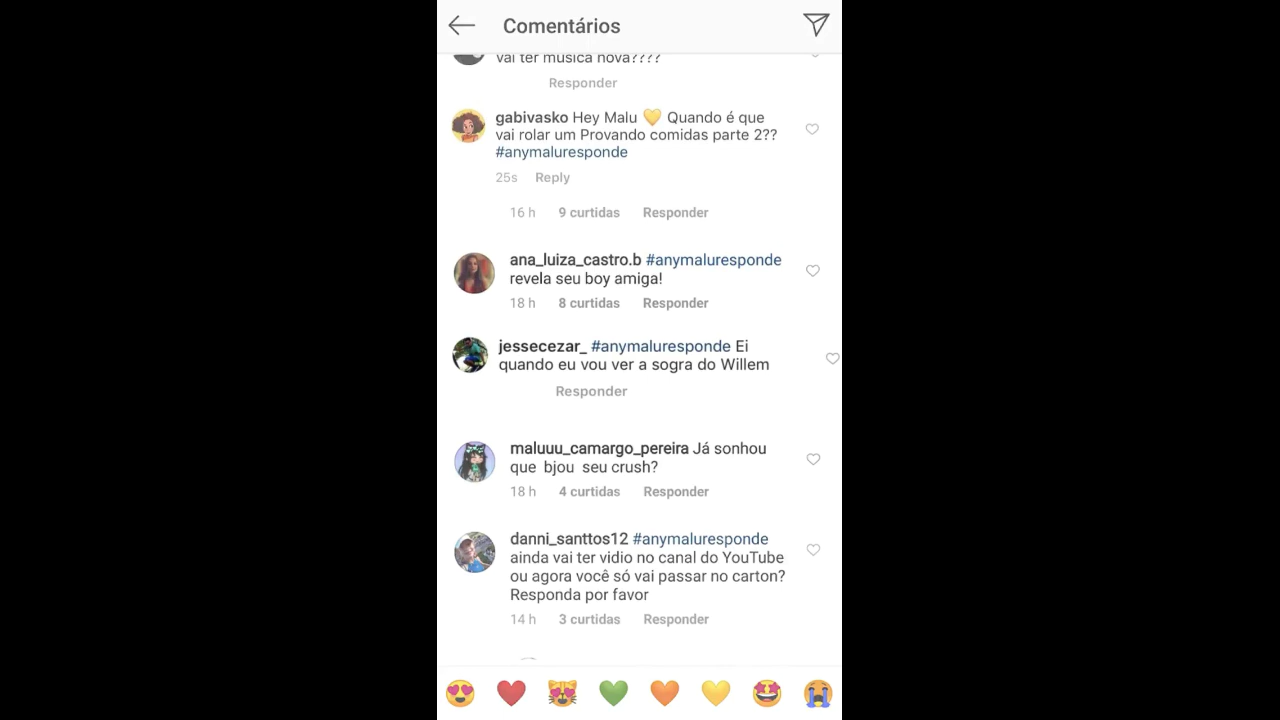 Comentários
vai ter musica nova????
Responder
gabivasko Hey Malu 💛 Quando é que
vai rolar um Provando comidas parte 2??
#anymaluresponde
25s Reply
16 h 9 curtidas Responder
ana_luiza_castro.b #anymaluresponde
revela seu boy amiga!
18 h 8 curtidas Responder
jessecezar_ #anymaluresponde Ei
quando eu vou ver a sogra do Willem
Responder
maluuu_camargo_pereira Já sonhou
que bjou seu crush?
18 h 4 curtidas Responder
danni_santtos12 #anymaluresponde
ainda vai ter vidio no canal do YouTube
ou agora você só vai passar no carton?
Responda por favor
14 h 3 curtidas Responder